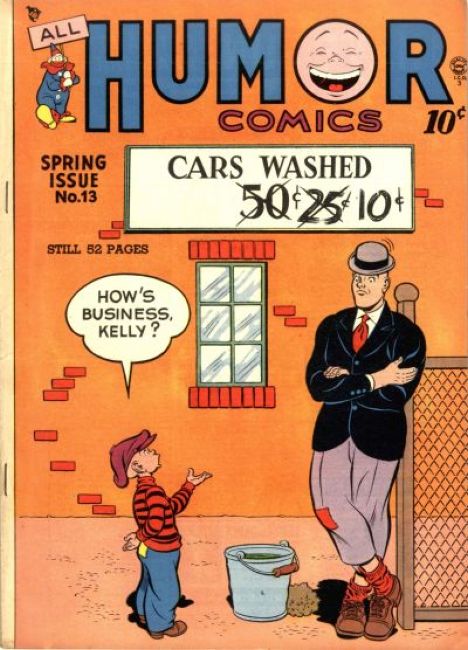 ALL
HUMOR
COMICS
10¢
SPRING
ISSUE
No.13
STILL 52 PAGES
CARS WASHED
50¢ 25¢ 10¢
HOW'S
BUSINESS,
KELLY?